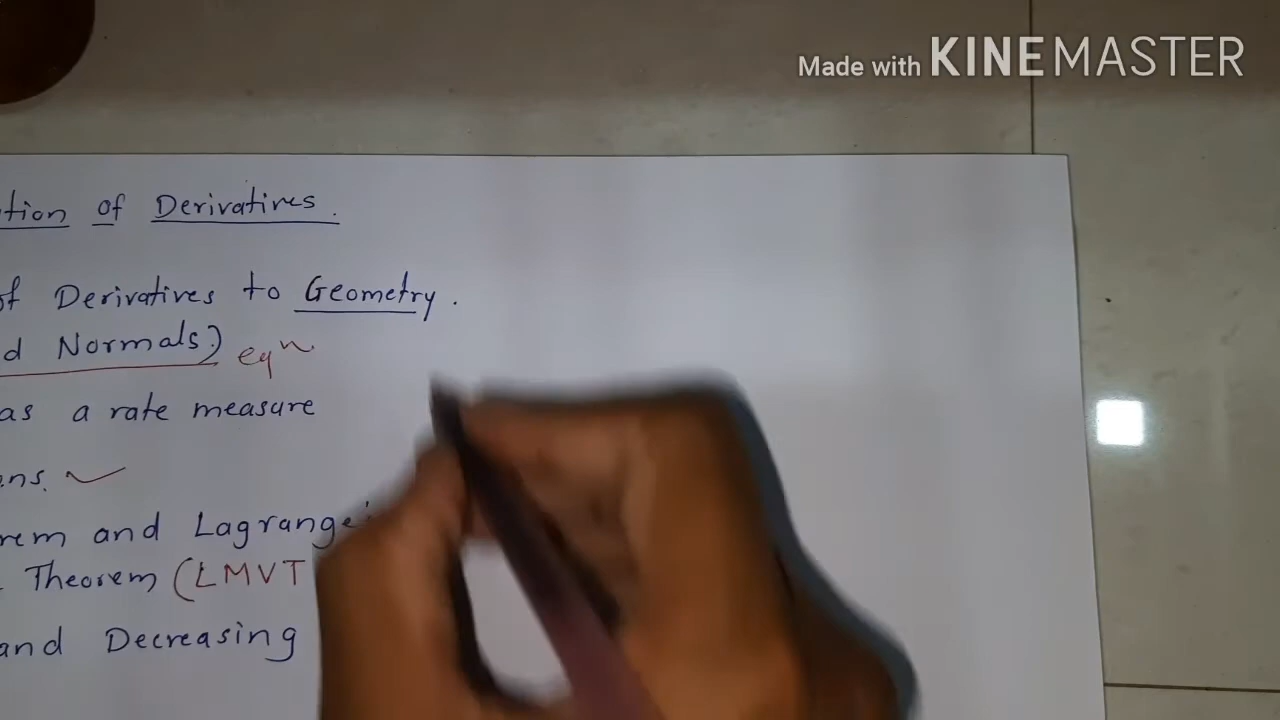 Made with KINEMASTER
tion of Derivatives.
of Derivatives to Geometry.
d Normals) eqn
as a rate measure
ns.
rem and Lagrange's
Theorem (LMVT
and Decreasing